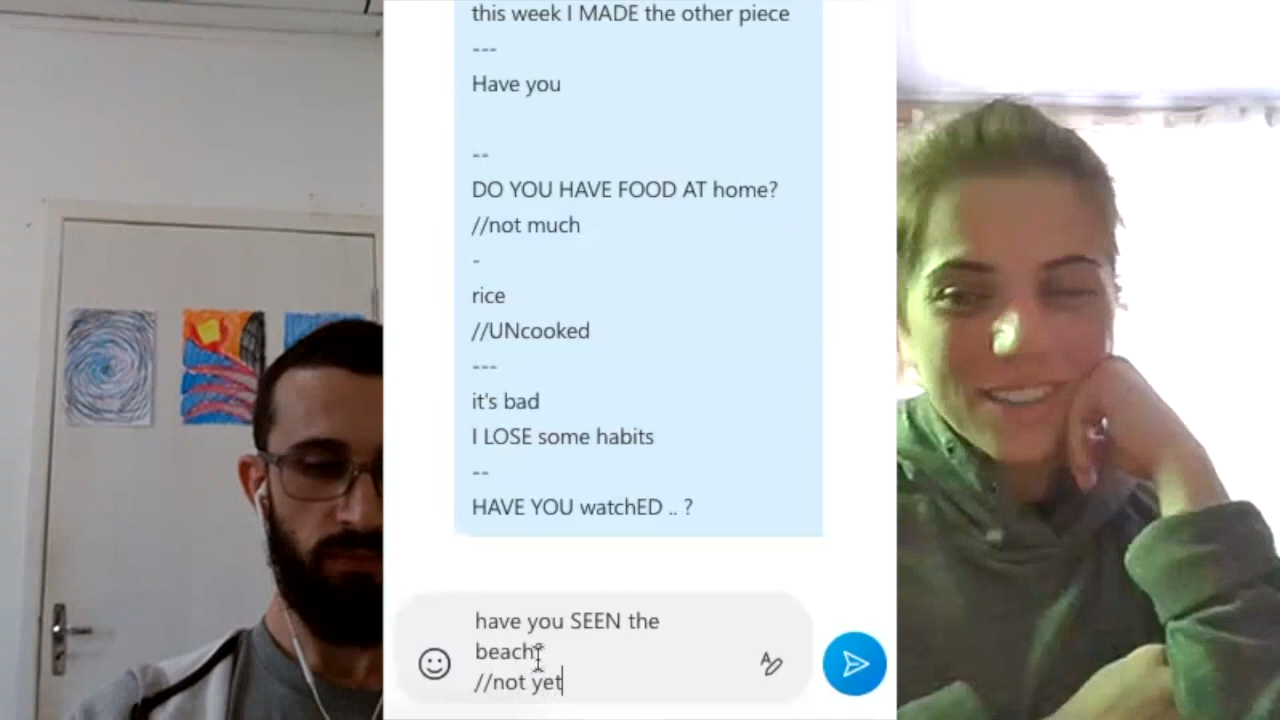 this week I MADE the other piece
---
Have you
--
DO YOU HAVE FOOD AT home?
//not much
-
rice
//UNcooked
---
it's bad
I LOSE some habits
--
HAVE YOU watchED .. ?
have you SEEN the
beach?
//not yet